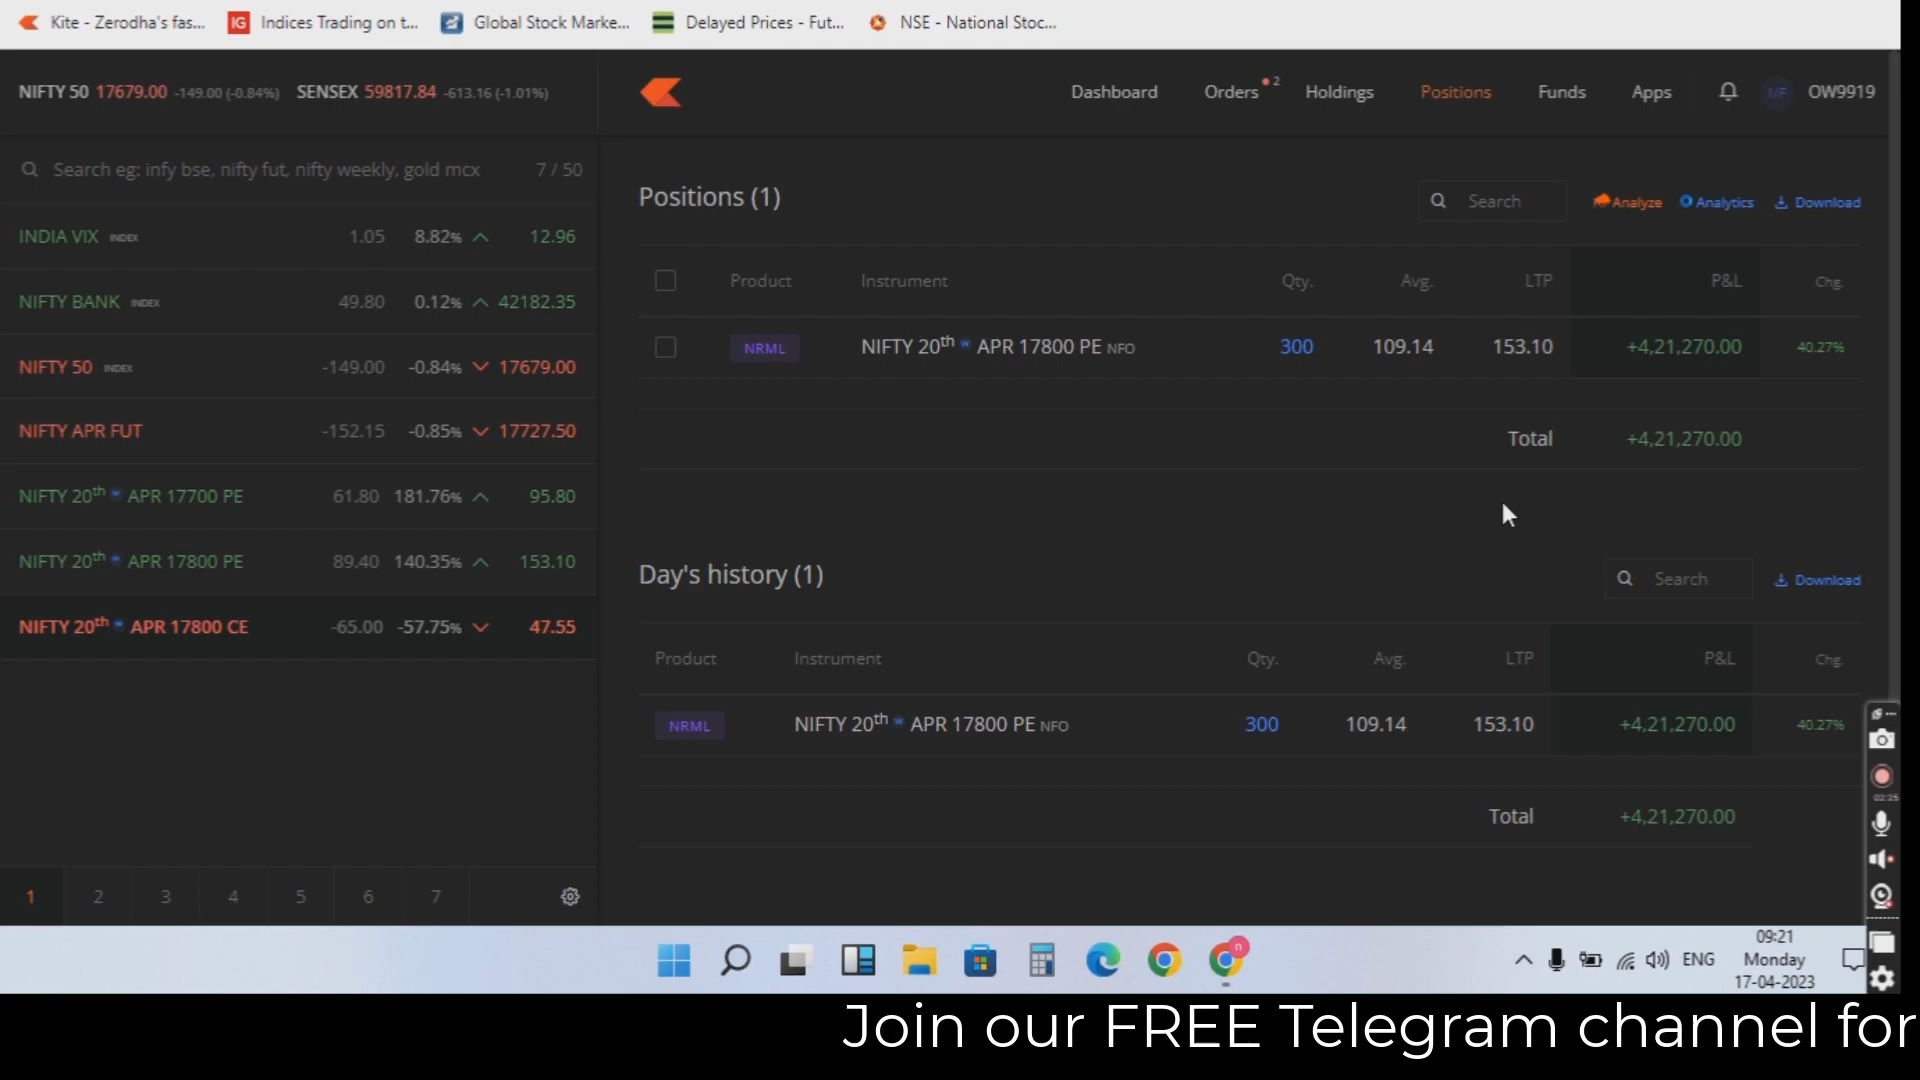 Kite - Zerodha's fas... IG Indices Trading on t... Global Stock Marke... Delayed Prices - Fut... NSE - National Stoc...
NIFTY 50 17679.00 -149.00 (-0.84%) SENSEX 59817.84 -613.16 (-1.01%)
Dashboard Orders 2 Holdings Positions Funds Apps MF OW9919
Search eg: infy bse, nifty fut, nifty weekly, gold mcx 7 / 50
INDIA VIX INDEX 1.05 8.82% 12.96
NIFTY BANK INDEX 49.80 0.12% 42182.35
NIFTY 50 INDEX -149.00 -0.84% 17679.00
NIFTY APR FUT -152.15 -0.85% 17727.50
NIFTY 20th w APR 17700 PE 61.80 181.76% 95.80
NIFTY 20th w APR 17800 PE 89.40 140.35% 153.10
NIFTY 20th w APR 17800 CE -65.00 -57.75% 47.55
1 2 3 4 5 6 7
Positions (1) Search Analyze Analytics Download
Product Instrument Qty. Avg. LTP P&L Chg.
NRML NIFTY 20th w APR 17800 PE NFO 300 109.14 153.10 +4,21,270.00 40.27%
Total +4,21,270.00
Day's history (1) Search Download
Product Instrument Qty. Avg. LTP P&L Chg.
NRML NIFTY 20th w APR 17800 PE NFO 300 109.14 153.10 +4,21,270.00 40.27%
Total +4,21,270.00
02:25
n
ENG
09:21
Monday
17-04-2023
Join our FREE Telegram channel for